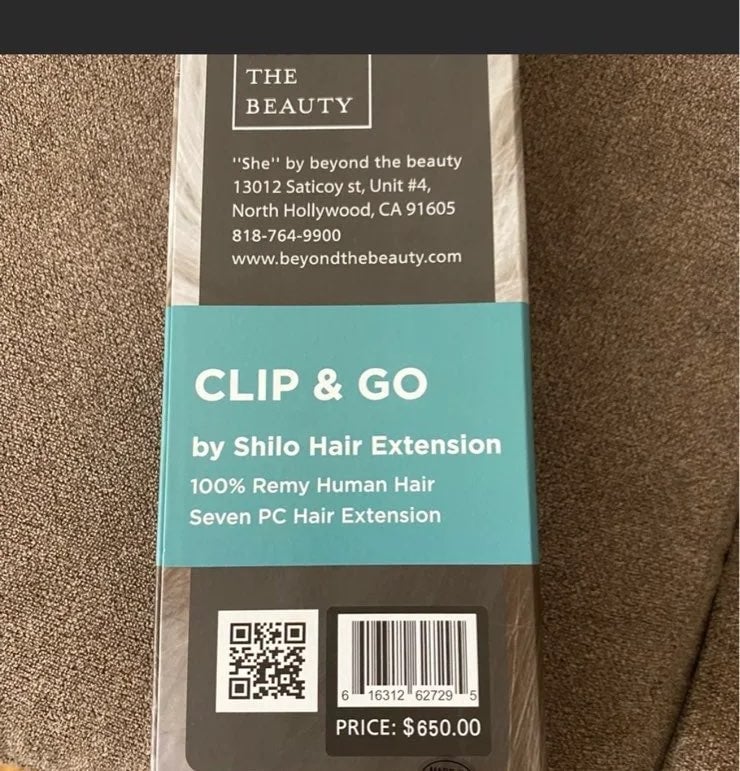 THE
BEAUTY
''She'' by beyond the beauty
13012 Saticoy st, Unit #4,
North Hollywood, CA 91605
818-764-9900
www.beyondthebeauty.com
CLIP & GO
by Shilo Hair Extension
100% Remy Human Hair
Seven PC Hair Extension
6 16312 62729 5
PRICE: $650.00